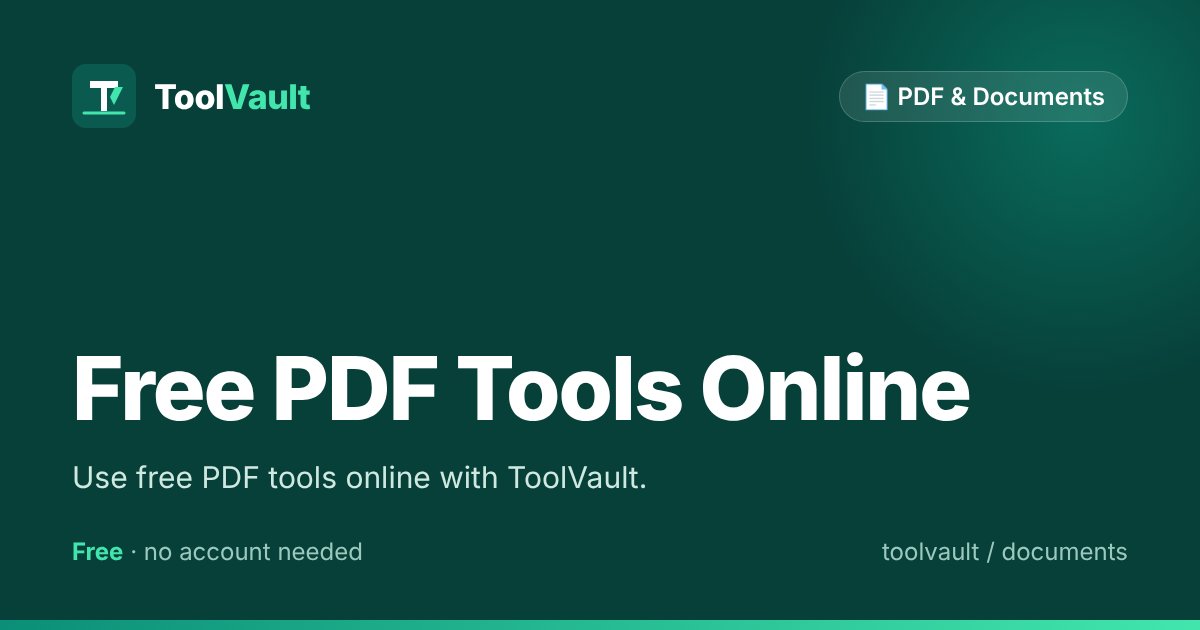 ToolVault
📄 PDF & Documents
Free PDF Tools Online
Use free PDF tools online with ToolVault.
Free · no account needed
toolvault / documents